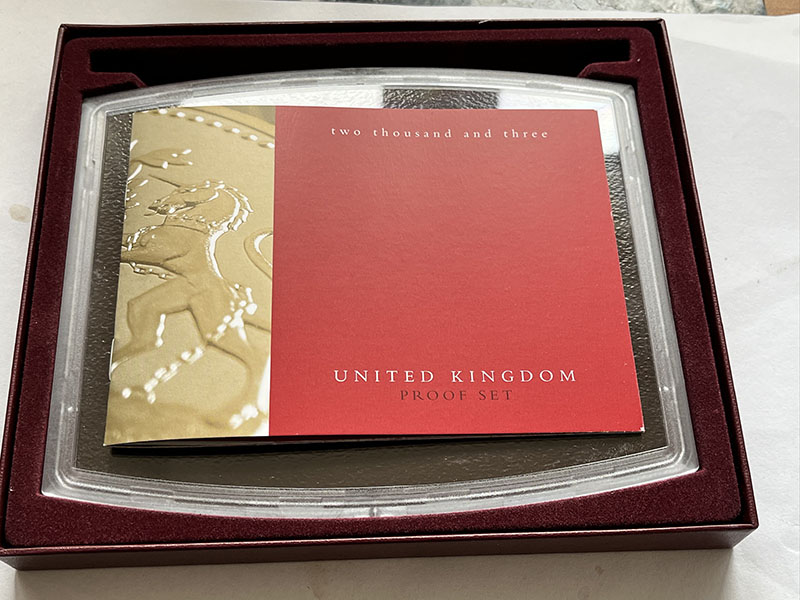 two thousand and three
UNITED KINGDOM
PROOF SET